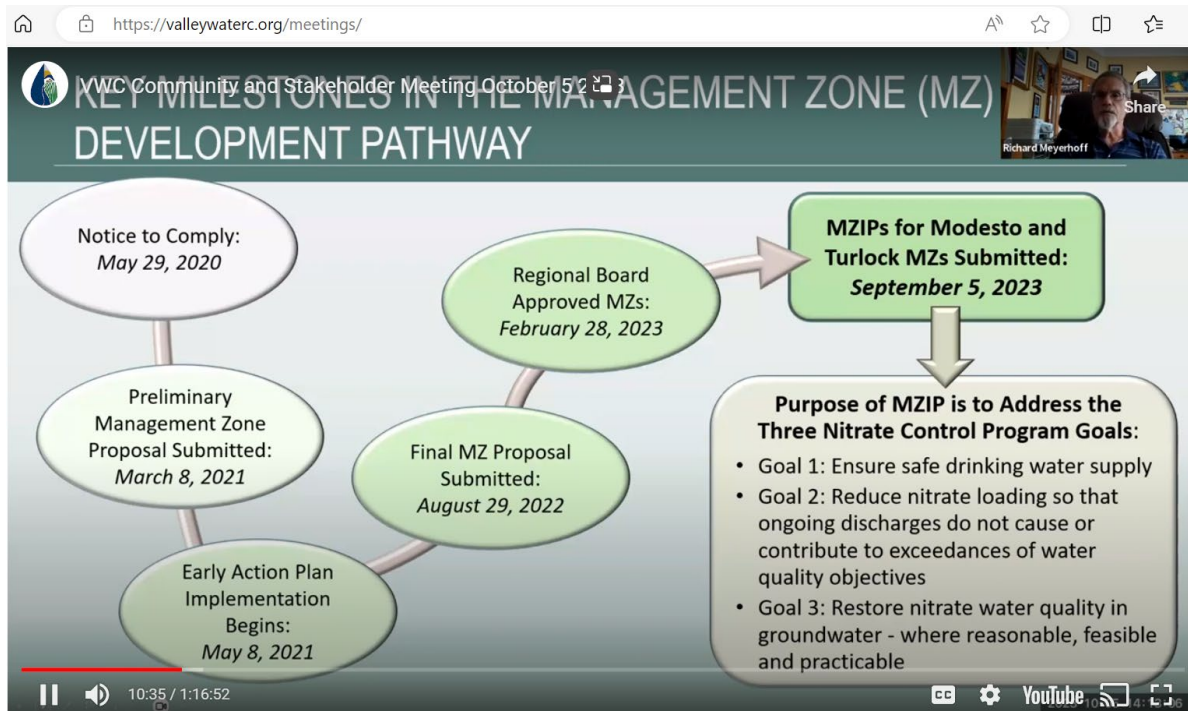 https://valleywaterc.org/meetings/
VWC Community and Stakeholder Meeting October 5 2
KEY MILESTONES IN THE MANAGEMENT ZONE (MZ)
DEVELOPMENT PATHWAY
Share
Richard Meyerhoff
Notice to Comply:
May 29, 2020
Preliminary
Management Zone
Proposal Submitted:
March 8, 2021
Early Action Plan
Implementation
Begins:
May 8, 2021
Final MZ Proposal
Submitted:
August 29, 2022
Regional Board
Approved MZs:
February 28, 2023
MZIPs for Modesto and
Turlock MZs Submitted:
September 5, 2023
Purpose of MZIP is to Address the
Three Nitrate Control Program Goals:
• Goal 1: Ensure safe drinking water supply
• Goal 2: Reduce nitrate loading so that
ongoing discharges do not cause or
contribute to exceedances of water
quality objectives
• Goal 3: Restore nitrate water quality in
groundwater - where reasonable, feasible
and practicable
10:35 / 1:16:52
CC
YouTube